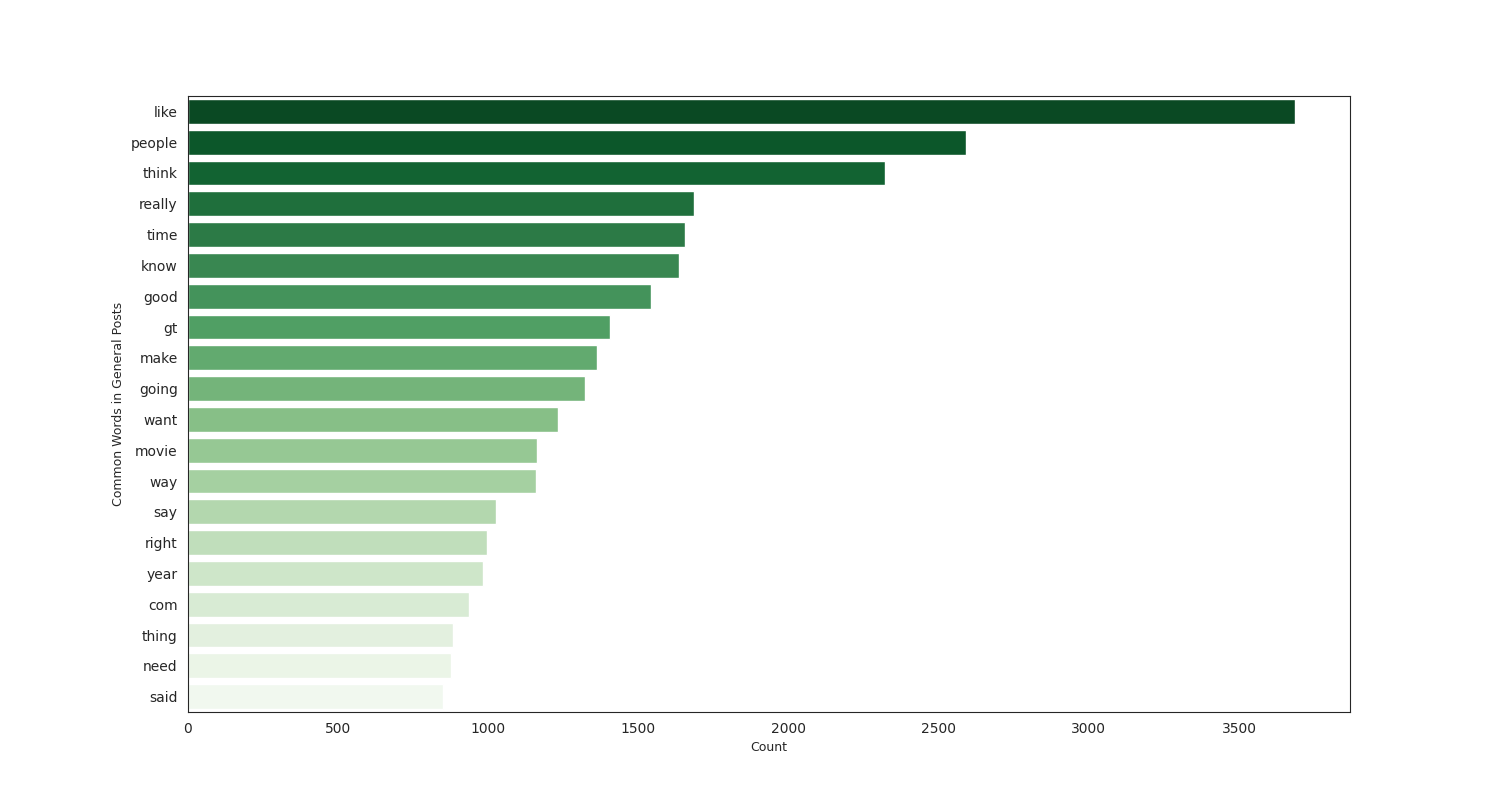 like
people
think
really
time
know
good
gt
make
going
want
movie
way
say
right
year
com
thing
need
said
Common Words in General Posts
0 500 1000 1500 2000 2500 3000 3500
Count